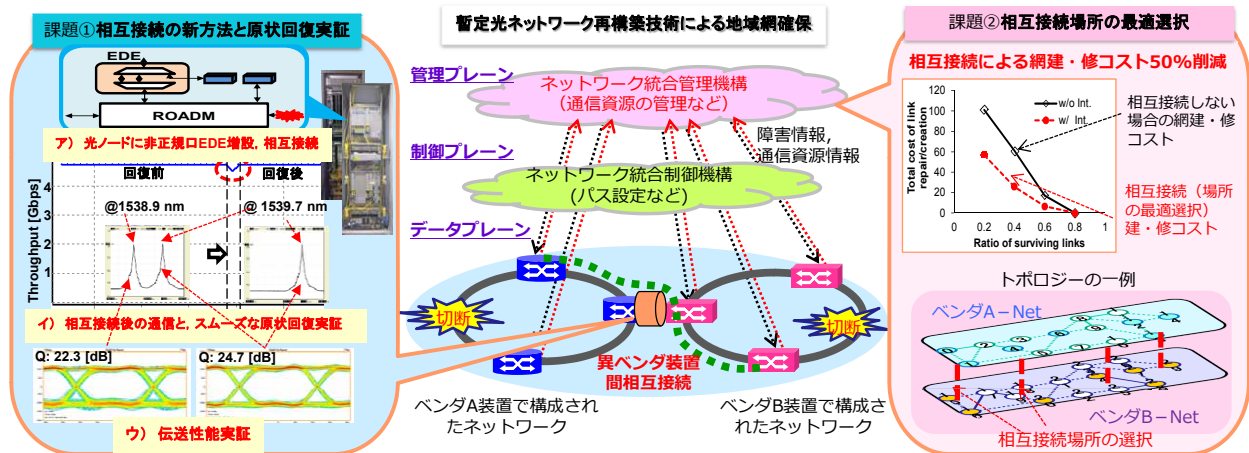 課題①相互接続の新方法と原状回復実証
EDE
ROADM
ア） 光ノードに非正規口EDE増設, 相互接続
回復前
回復後
Throughput [Gbps]
4
3
2
1
@1538.9 nm
@1539.7 nm
イ） 相互接続後の通信と, スムーズな原状回復実証
Q: 22.3 [dB]
Q: 24.7 [dB]
ウ） 伝送性能実証
暫定光ネットワーク再構築技術による地域網確保
管理プレーン
ネットワーク統合管理機構
(通信資源の管理など)
障害情報,
通信資源情報
制御プレーン
ネットワーク統合制御機構
(パス設定など)
データプレーン
切断
切断
異ベンダ装置
間相互接続
ベンダA装置で構成され
たネットワーク
ベンダB装置で構成さ
れたネットワーク
課題②相互接続場所の最適選択
相互接続による網建・修コスト50%削減
Total cost of link
repair/creation
120
100
80
60
40
20
0
0
0.2
0.4
0.6
0.8
1
Ratio of surviving links
w/o Int.
w/ Int.
相互接続しない
場合の網建・修
コスト
相互接続（場所
の最適選択）
建・修コスト
トポロジーの一例
ベンダA－Net
ベンダB－Net
相互接続場所の選択